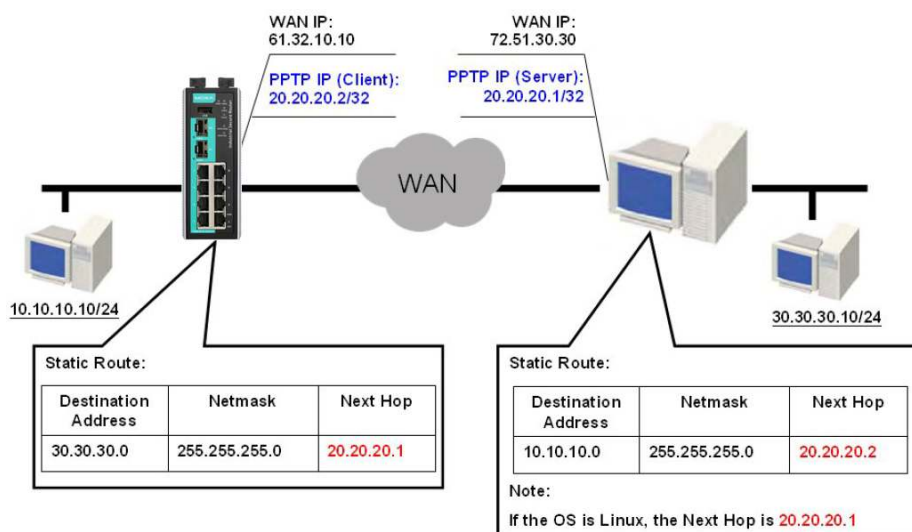 WAN IP:
61.32.10.10
PPTP IP (Client):
20.20.20.2/32
WAN IP:
72.51.30.30
PPTP IP (Server):
20.20.20.1/32
WAN
10.10.10.10/24
30.30.30.10/24
Static Route:
Destination Address Netmask Next Hop
30.30.30.0 255.255.255.0 20.20.20.1
Static Route:
Destination Address Netmask Next Hop
10.10.10.0 255.255.255.0 20.20.20.2
Note:
If the OS is Linux, the Next Hop is 20.20.20.1